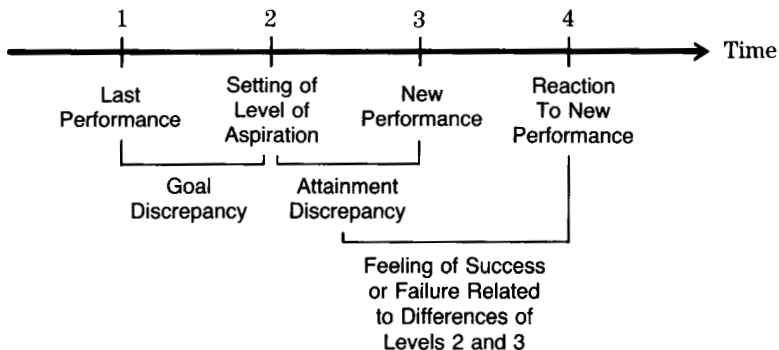 1 2 3 4
Time
Last
Performance
Setting of
Level of
Aspiration
New
Performance
Reaction
To New
Performance
Goal
Discrepancy
Attainment
Discrepancy
Feeling of Success
or Failure Related
to Differences of
Levels 2 and 3